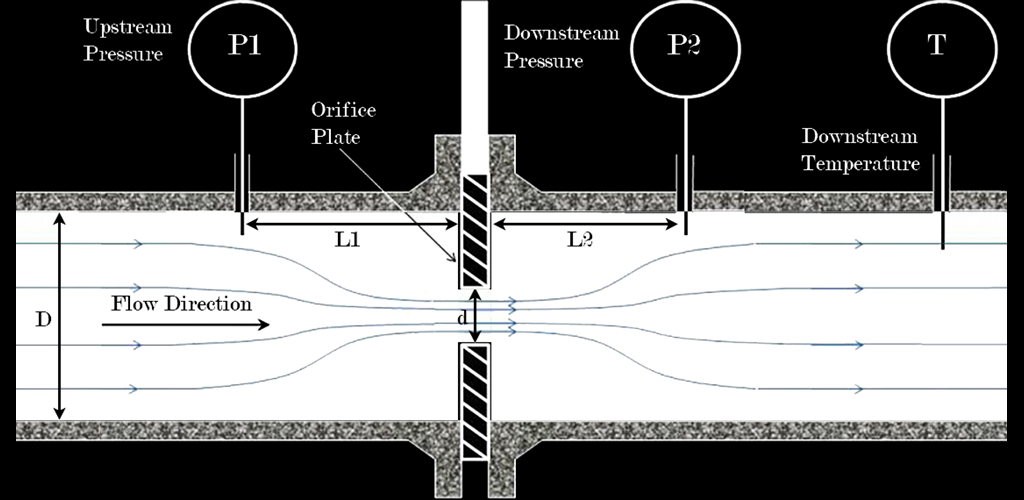 Upstream
Pressure
P1
Downstream
Pressure
P2
T
Orifice
Plate
Downstream
Temperature
L1
L2
D
Flow Direction
d